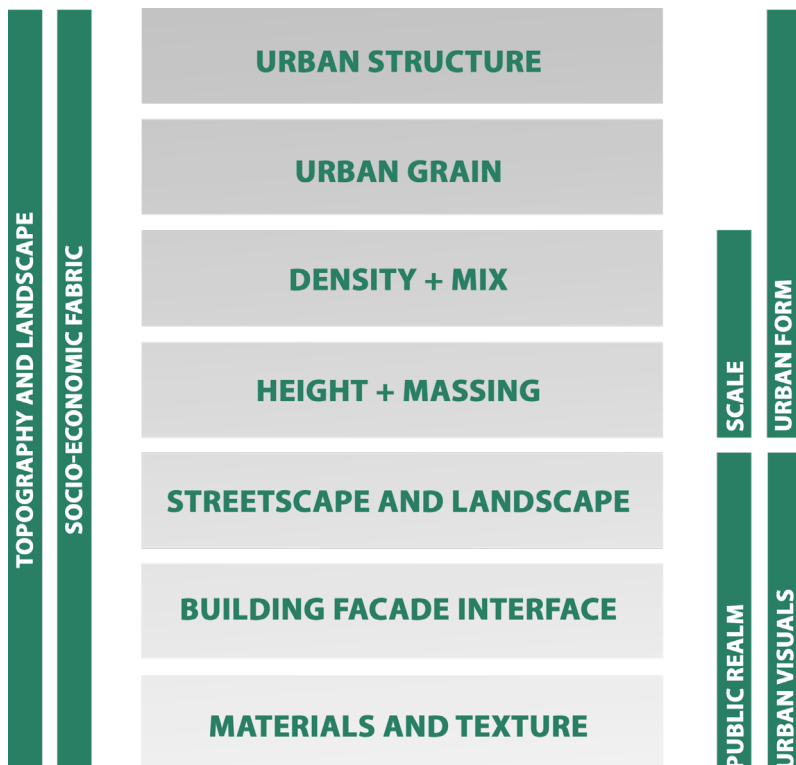 TOPOGRAPHY AND LANDSCAPE
SOCIO-ECONOMIC FABRIC
URBAN STRUCTURE
URBAN GRAIN
DENSITY + MIX
HEIGHT + MASSING
STREETSCAPE AND LANDSCAPE
BUILDING FACADE INTERFACE
MATERIALS AND TEXTURE
SCALE
URBAN FORM
PUBLIC REALM
URBAN VISUALS